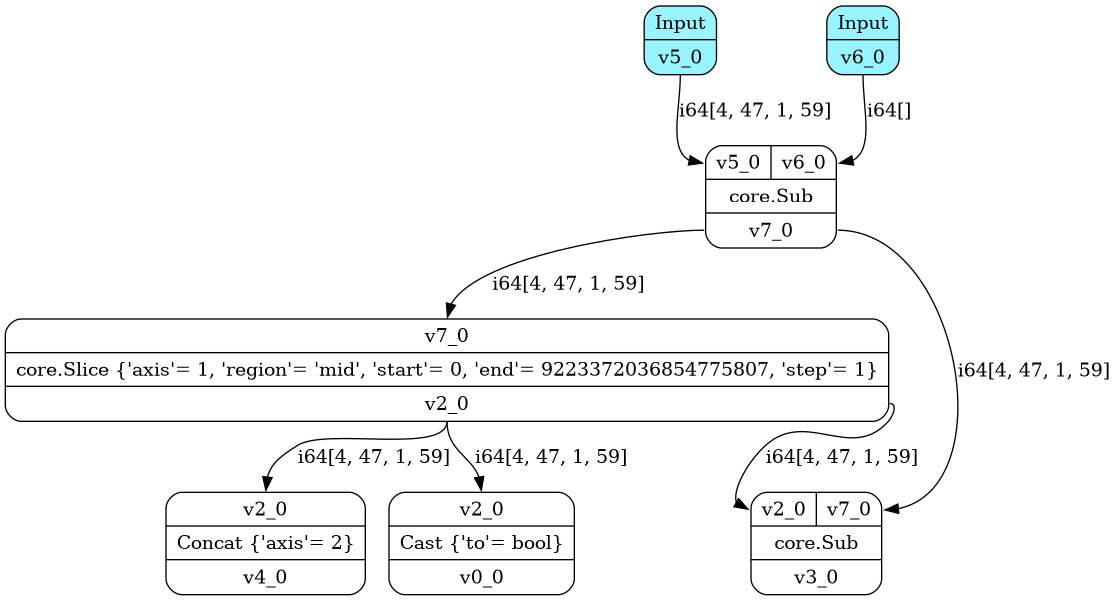 Input
v5_0
Input
v6_0
i64[4, 47, 1, 59]
i64[]
v5_0 v6_0
core.Sub
v7_0
i64[4, 47, 1, 59]
i64[4, 47, 1, 59]
v7_0
core.Slice {'axis'= 1, 'region'= 'mid', 'start'= 0, 'end'= 9223372036854775807, 'step'= 1}
v2_0
i64[4, 47, 1, 59]
i64[4, 47, 1, 59]
i64[4, 47, 1, 59]
v2_0
Concat {'axis'= 2}
v4_0
v2_0
Cast {'to'= bool}
v0_0
v2_0 v7_0
core.Sub
v3_0